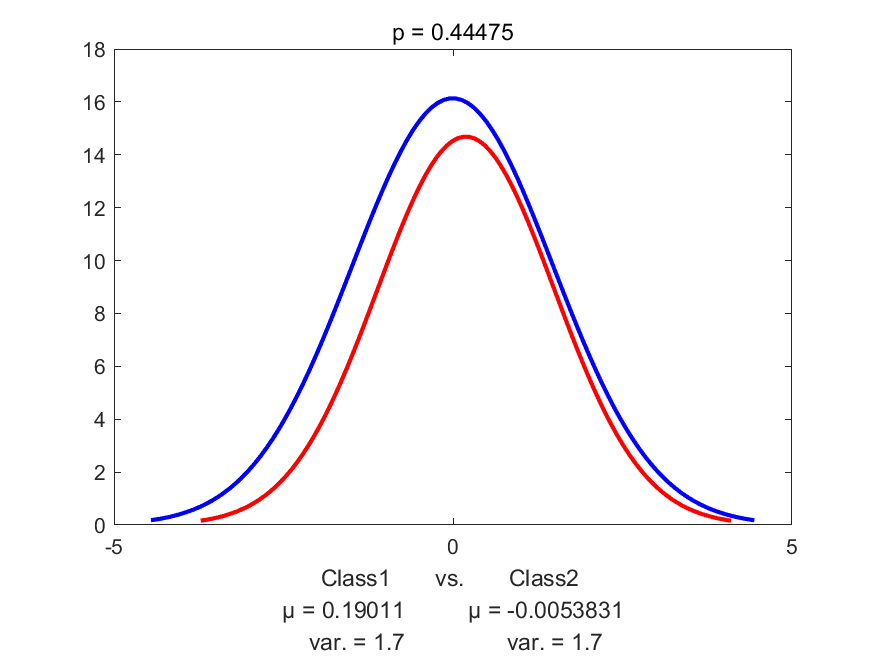 p = 0.44475
18
16
14
12
10
8
6
4
2
0
-5 0 5
Class1 vs. Class2
μ = 0.19011 μ = -0.0053831
var. = 1.7 var. = 1.7